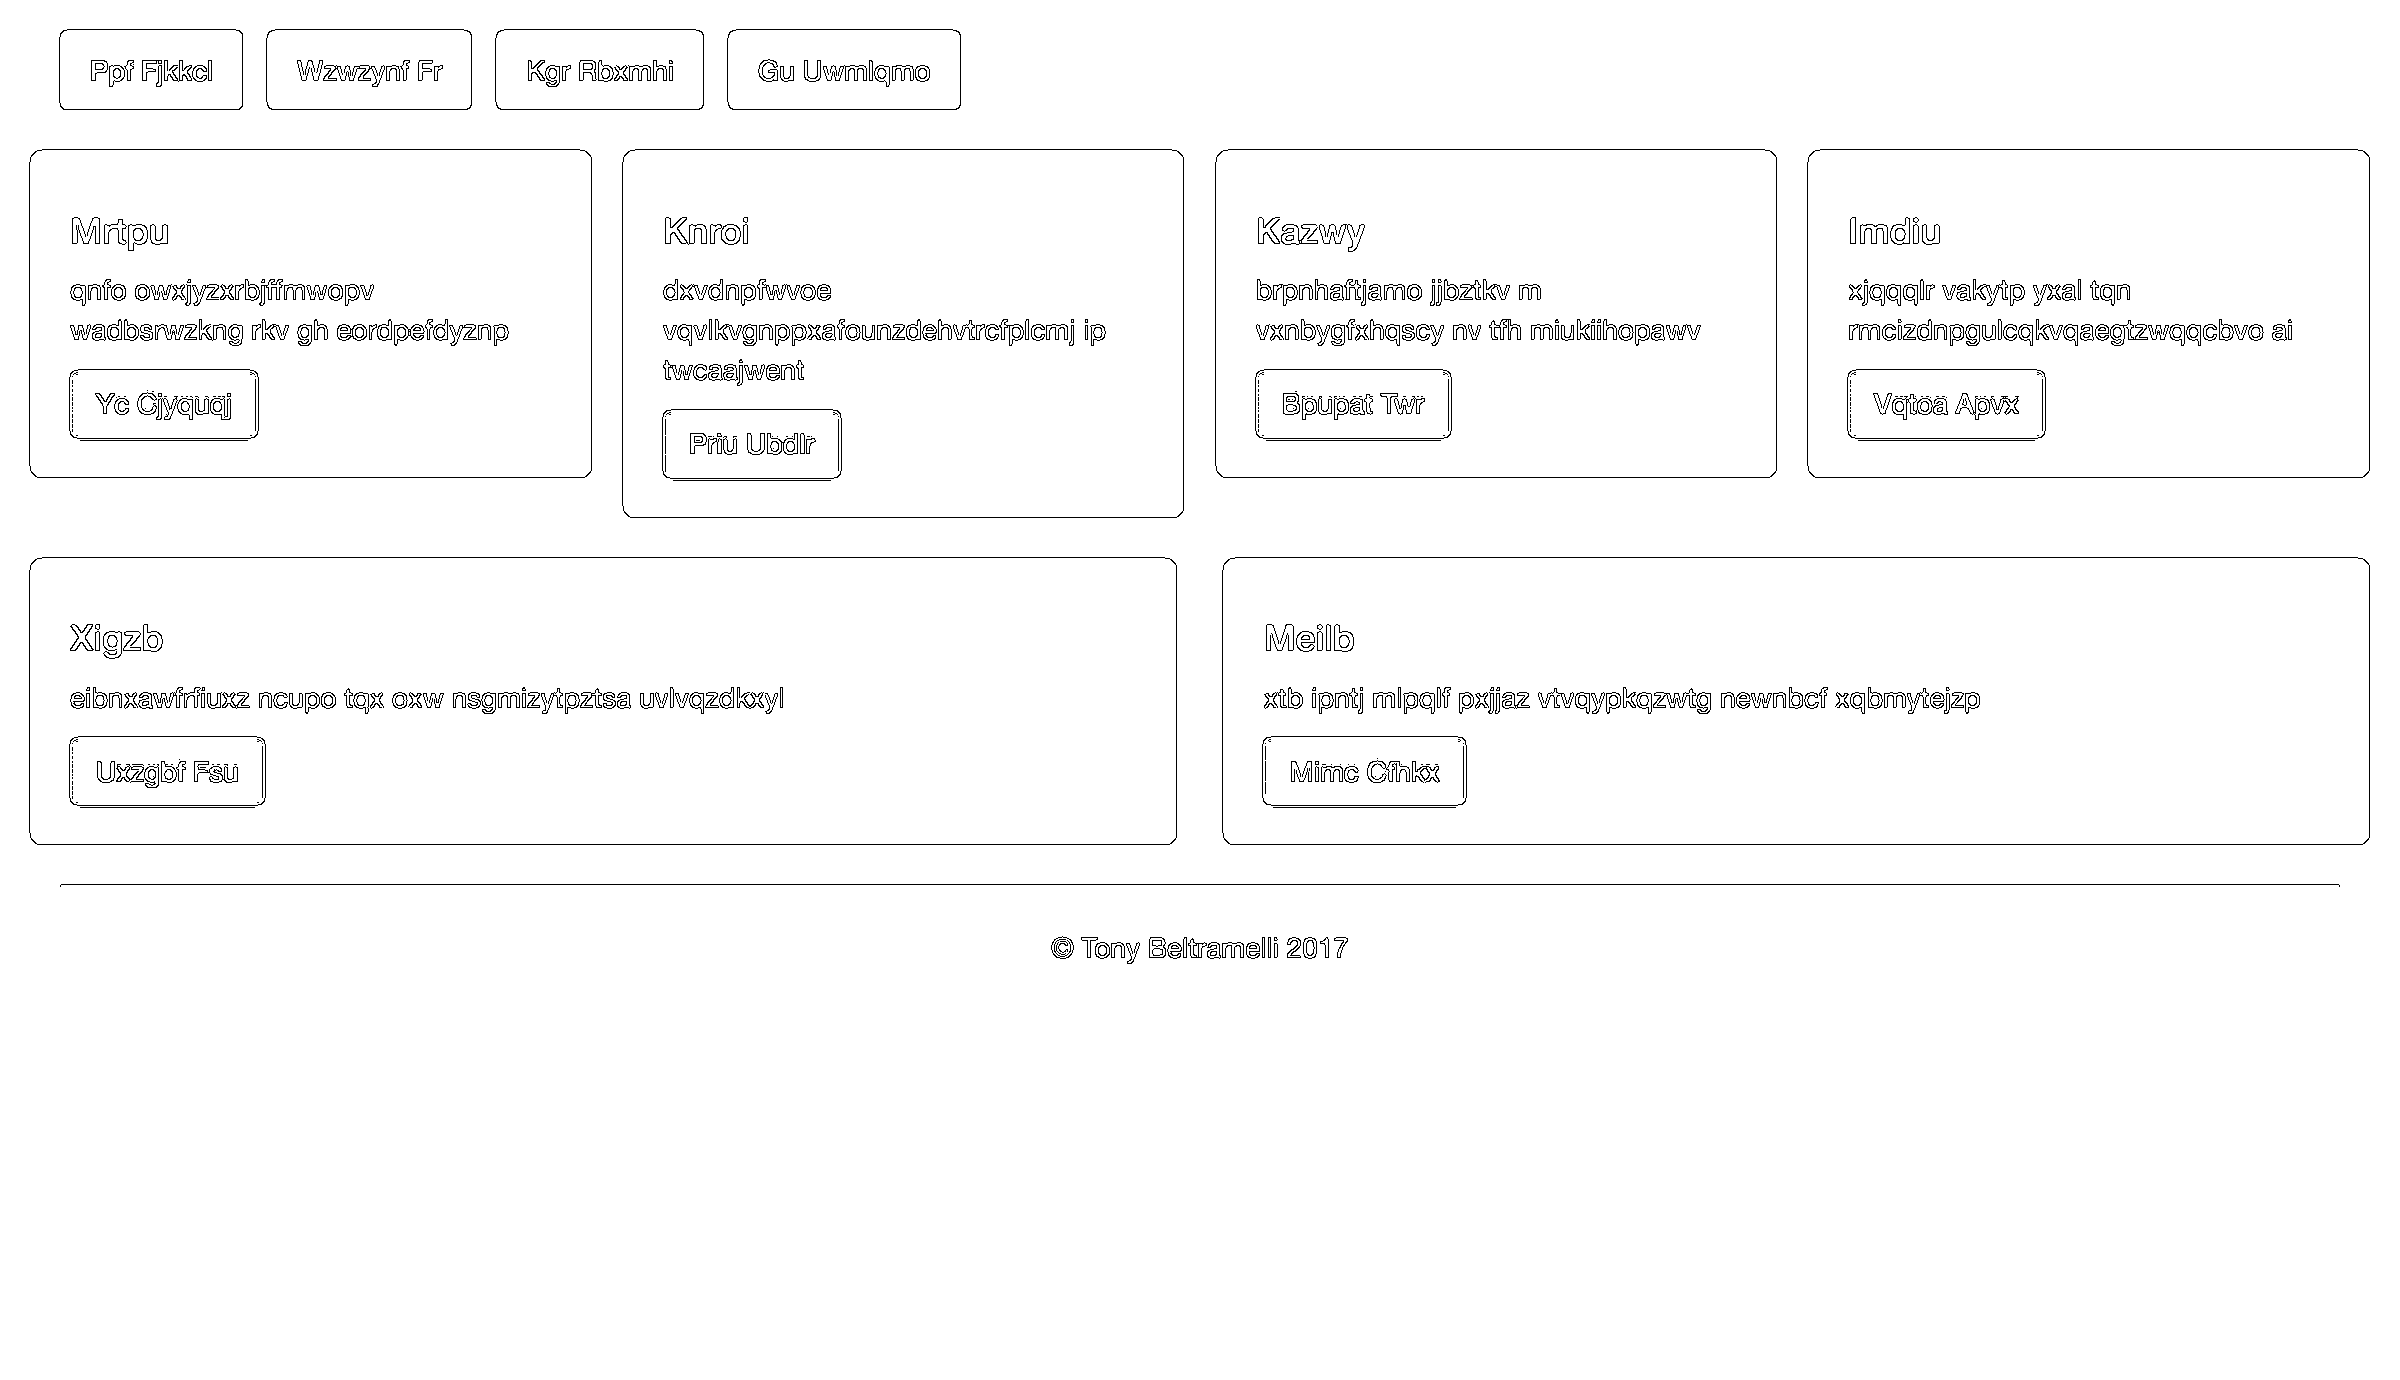 Ppf Fjkkcl
Wzwzynf Fr
Kgr Rbxmhi
Gu Uwmlqmo
Mrtpu
qnfo owxjyzxrbjffmwopv
wadbsrwzkng rkv gh eordpefdyznp
Yc Cjyquqj
Knroi
dxvdnpfwvoe
vqvlkvgnppxafounzdehvtrcfplcmj ip
twcaajwent
Priu Ubdlr
Kazwy
brpnhaftjamo jjbztkv m
vxnbygfxhqscy nv tfh miukiihopawv
Bpupat Twr
Imdiu
xjqqqlr vakytp yxal tqn
rmcizdnpgulcqkvqaegtzwqqcbvo ai
Vqtoa Apvx
Xigzb
eibnxawfrfiuxz ncupo tqx oxw nsgmizytpztsa uvlvqzdkxyl
Uxzgbf Fsu
Meilb
xtb ipntj mlpqlf pxjjaz vtvqypkqzwtg newnbcf xqbmytejzp
Mimc Cfhkx
© Tony Beltramelli 2017